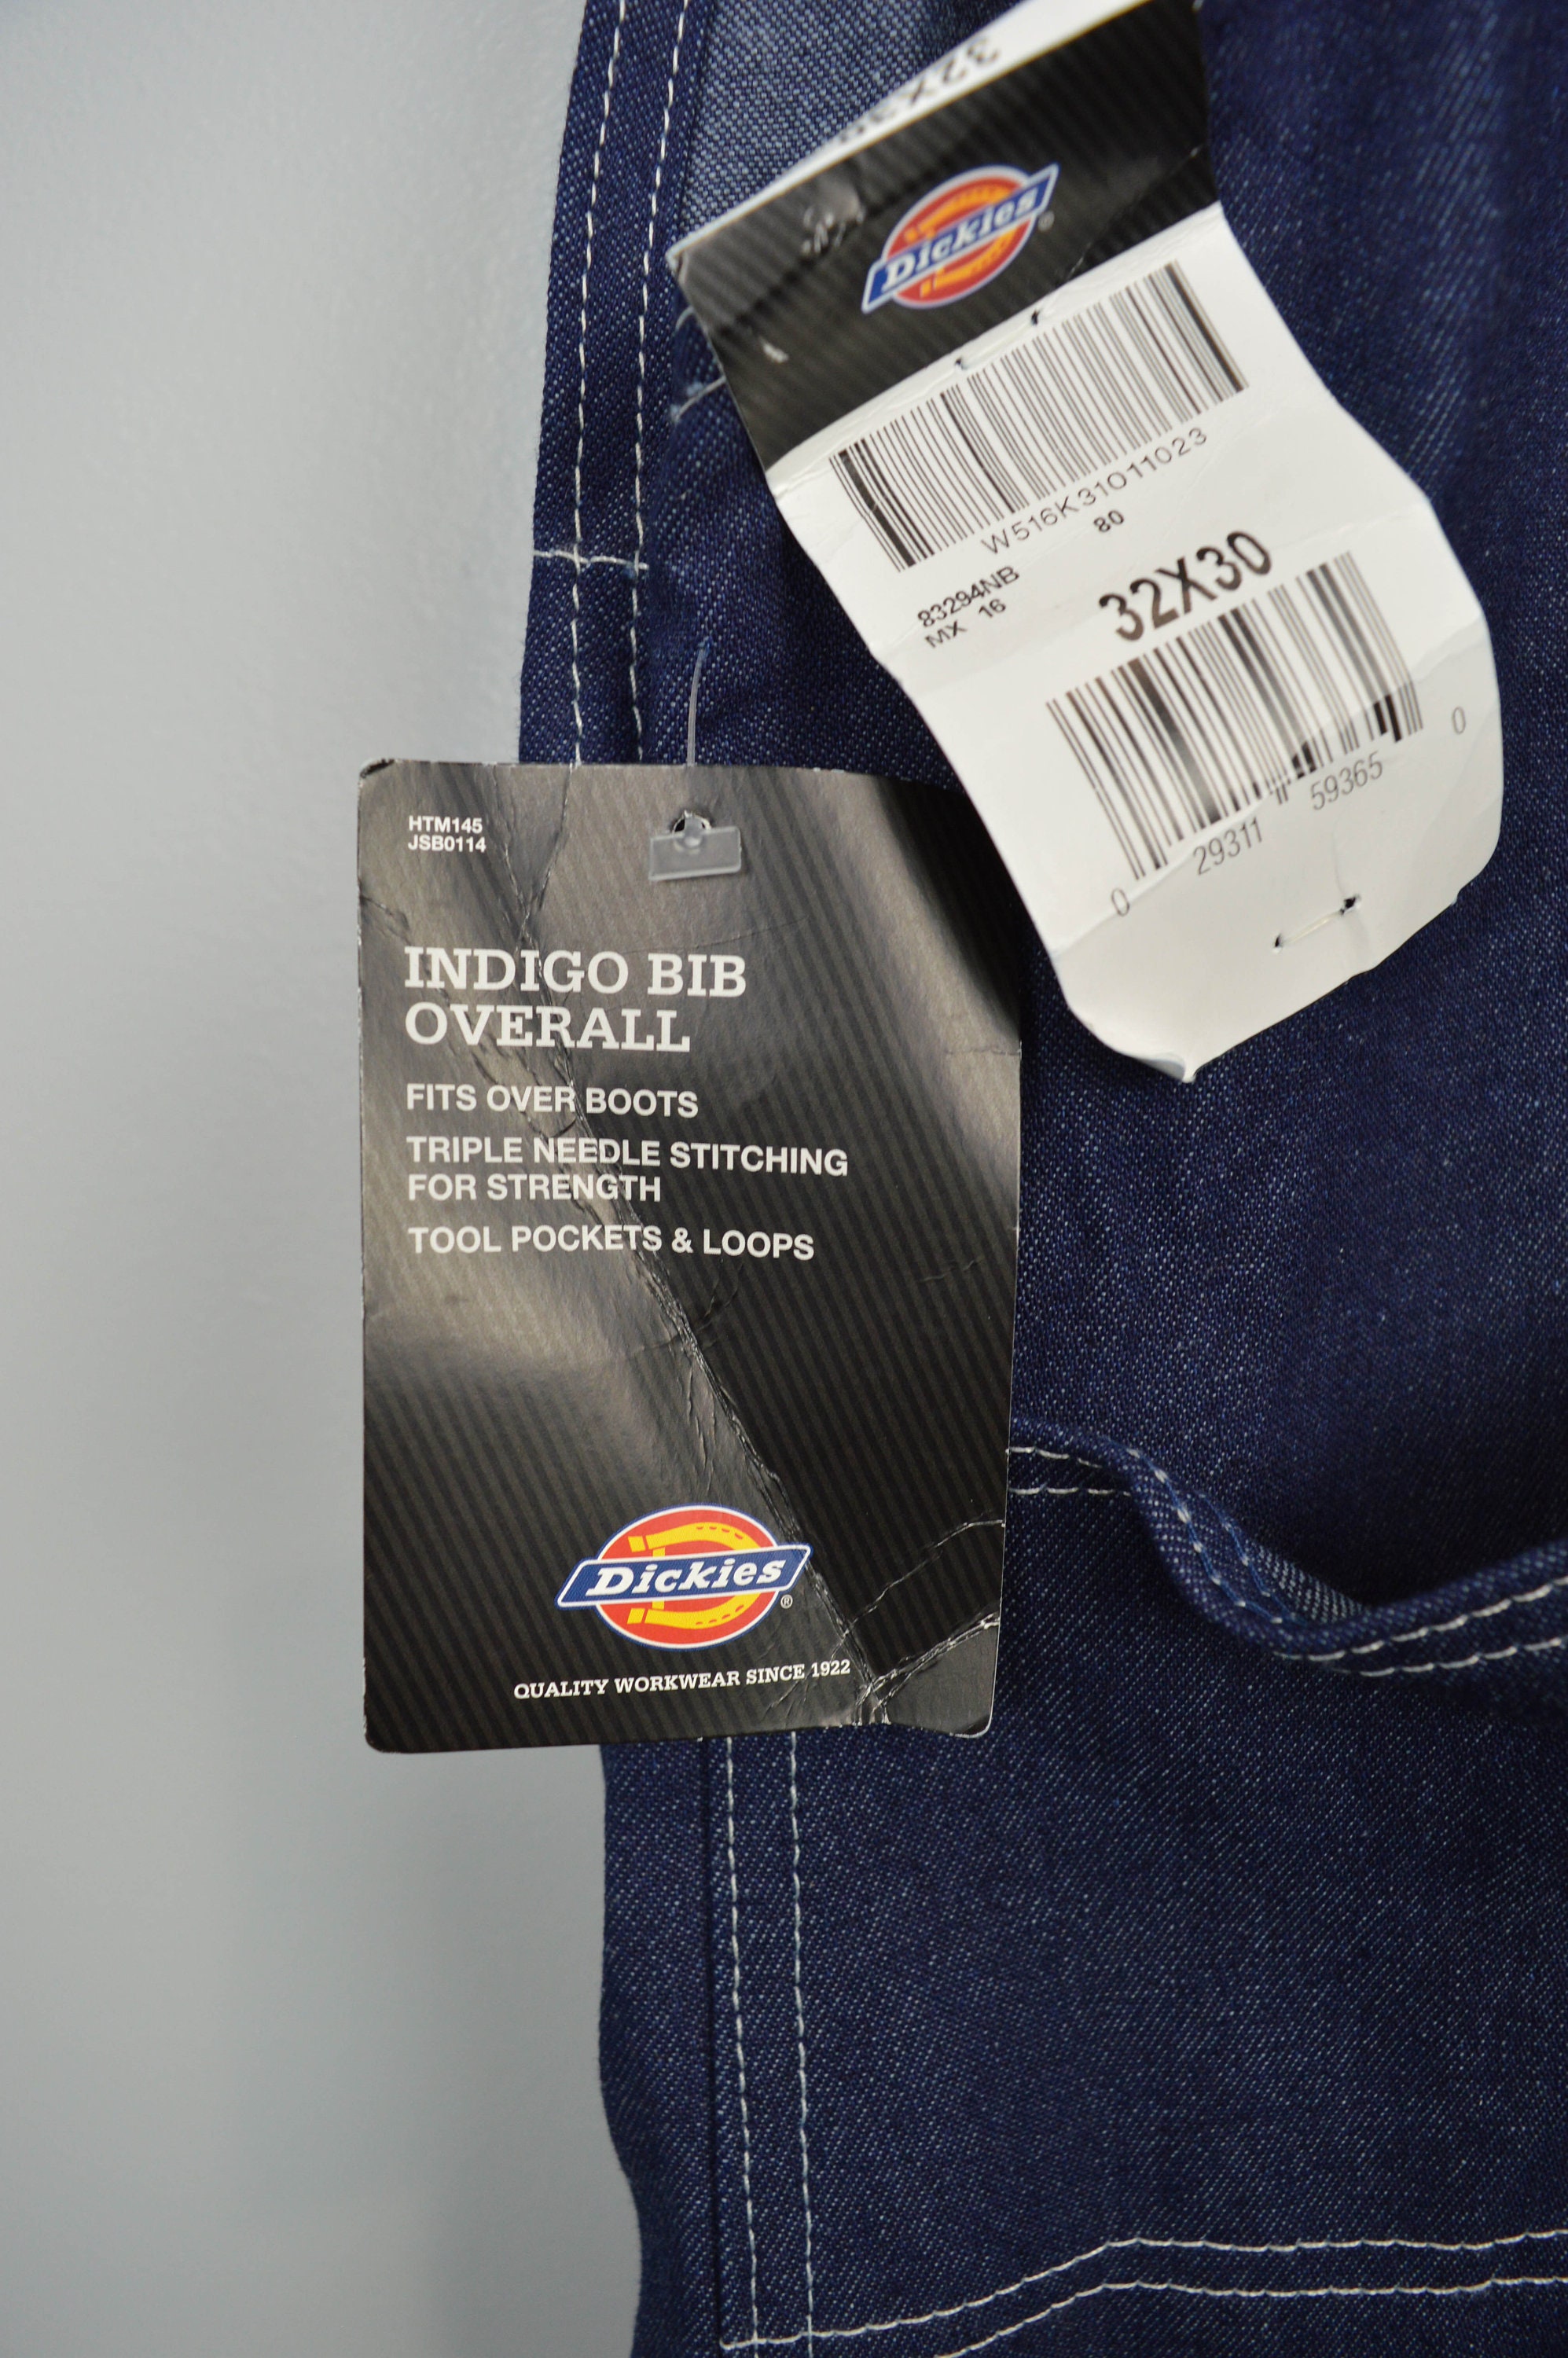 32X30
Dickies
W516K31011023
80
83294NB
MX 16
32X30
0 29311 59365 0
HTM145
JSB0114
INDIGO BIB
OVERALL
FITS OVER BOOTS
TRIPLE NEEDLE STITCHING
FOR STRENGTH
TOOL POCKETS & LOOPS
Dickies®
QUALITY WORKWEAR SINCE 1922